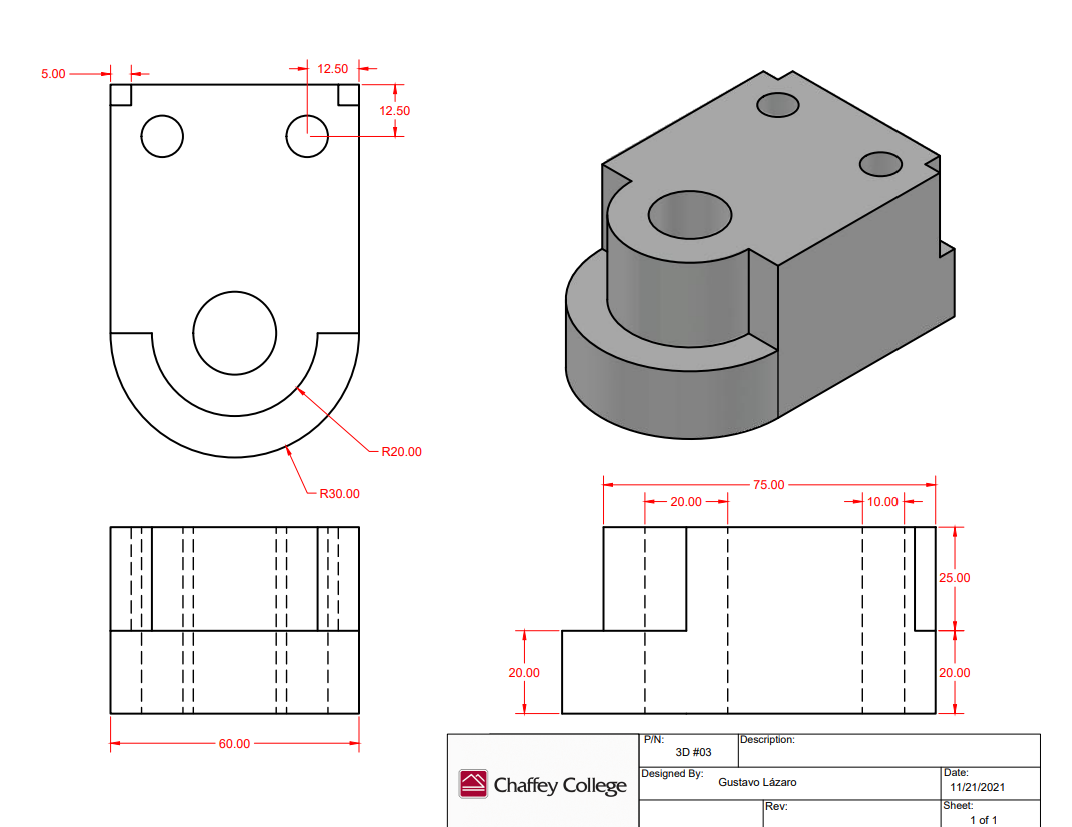 5.00
12.50
12.50
R20.00
R30.00
75.00
20.00
10.00
25.00
20.00
20.00
60.00
P/N:
3D #03
Description:
Chaffey College
Designed By:
Gustavo Lázaro
Date:
11/21/2021
Rev:
Sheet:
1 of 1